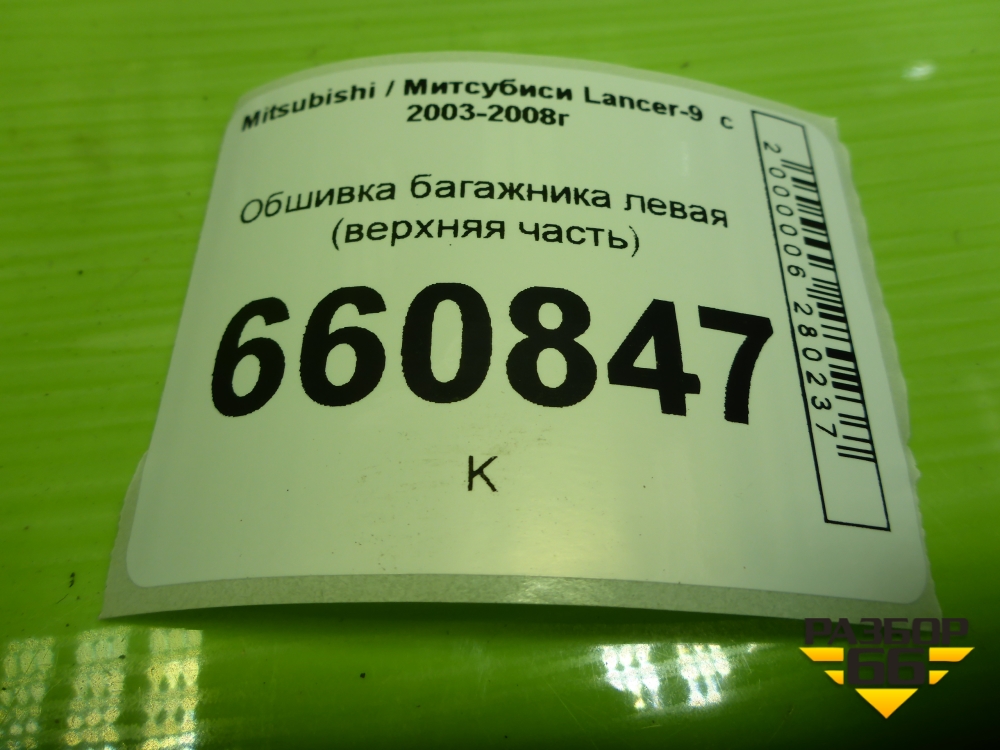 Mitsubishi / Митсубиси Lancer-9 с
2003-2008г
Обшивка багажника левая
(верхняя часть)
660847
К
2000006280237
РАЗБОР
66